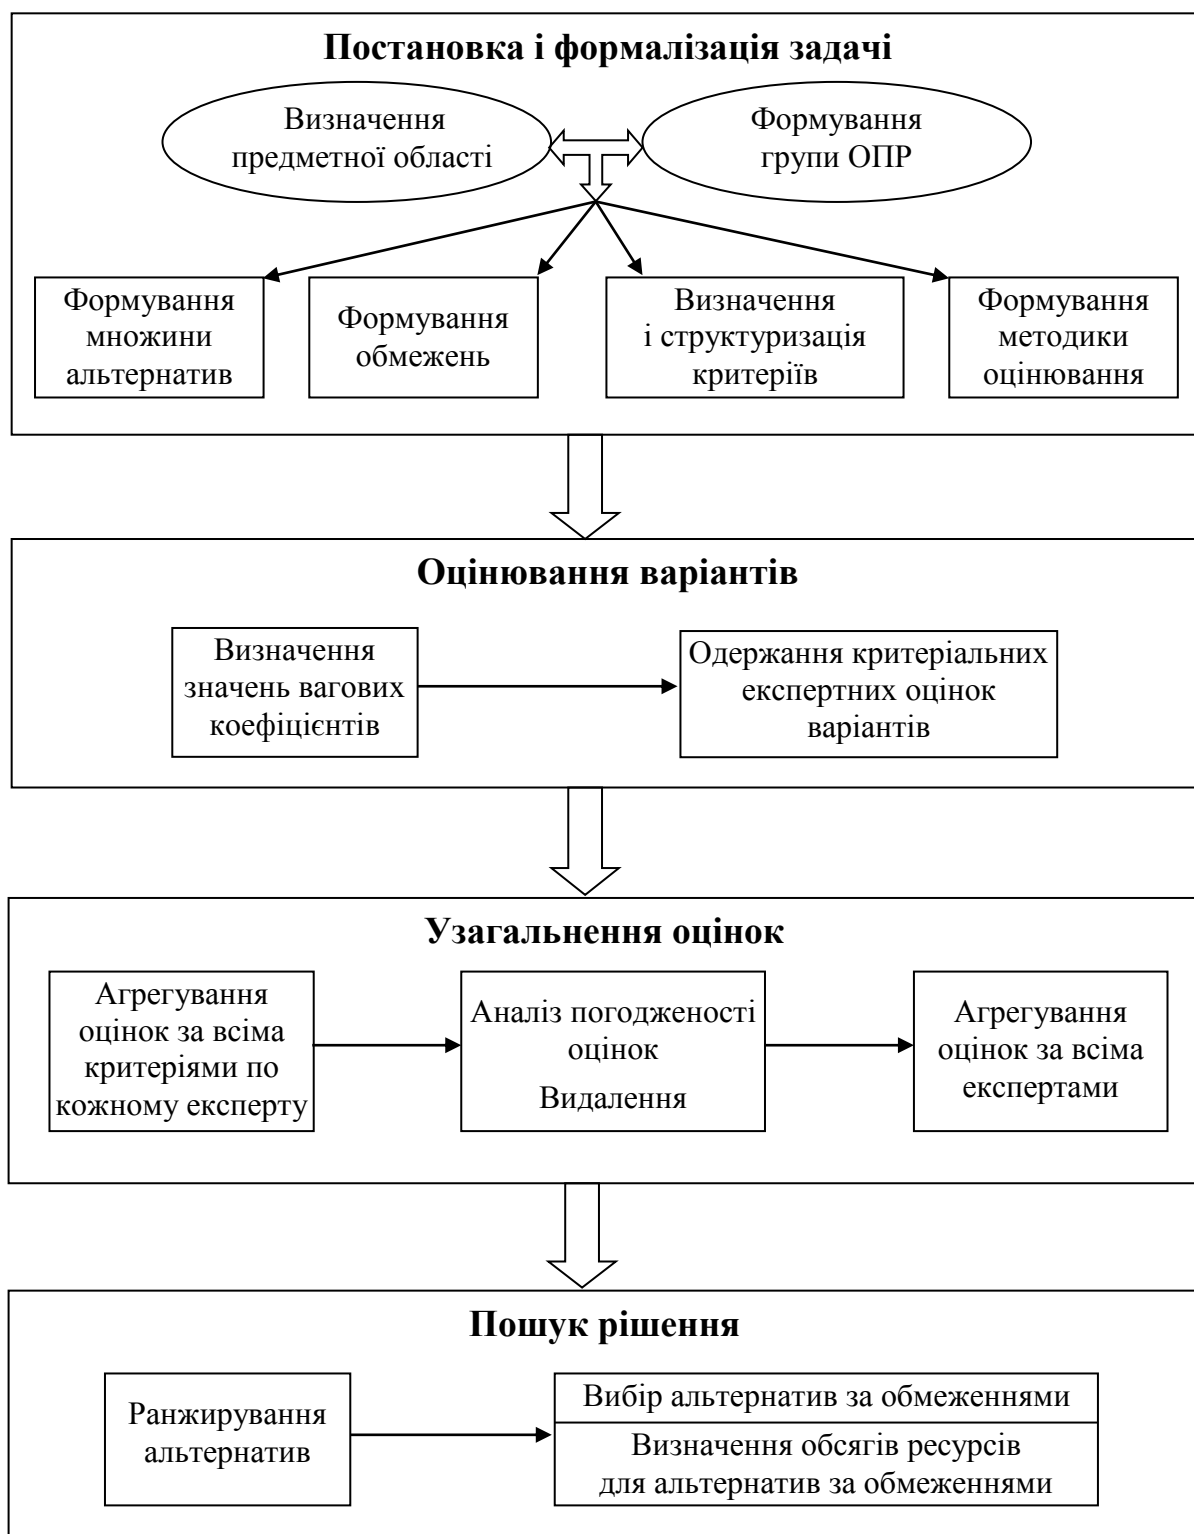 Постановка і формалізація задачі
Визначення
предметної області
Формування
групи ОПР
Формування
множини
альтернатив
Формування
обмежень
Визначення
і структуризація
критеріїв
Формування
методики
оцінювання
Оцінювання варіантів
Визначення
значень вагових
коефіцієнтів
Одержання критеріальних
експертних оцінок
варіантів
Узагальнення оцінок
Агрегування
оцінок за всіма
критеріями по
кожному експерту
Аналіз погодженості
оцінок
Видалення
Агрегування
оцінок за всіма
експертами
Пошук рішення
Ранжирування
альтернатив
Вибір альтернатив за обмеженнями
Визначення обсягів ресурсів
для альтернатив за обмеженнями